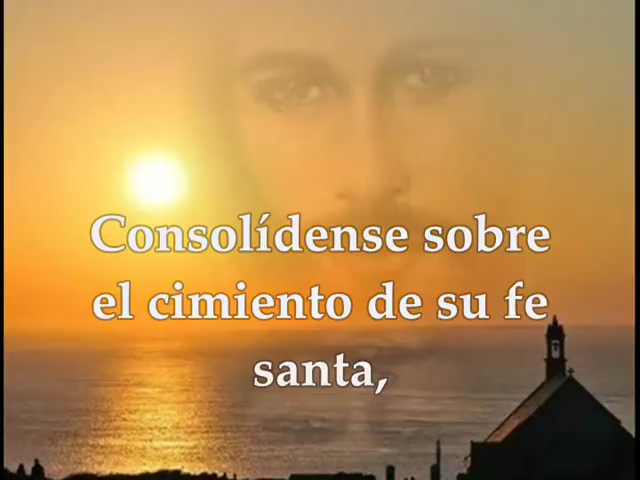 Consolídense sobre
el cimiento de su fe
santa,